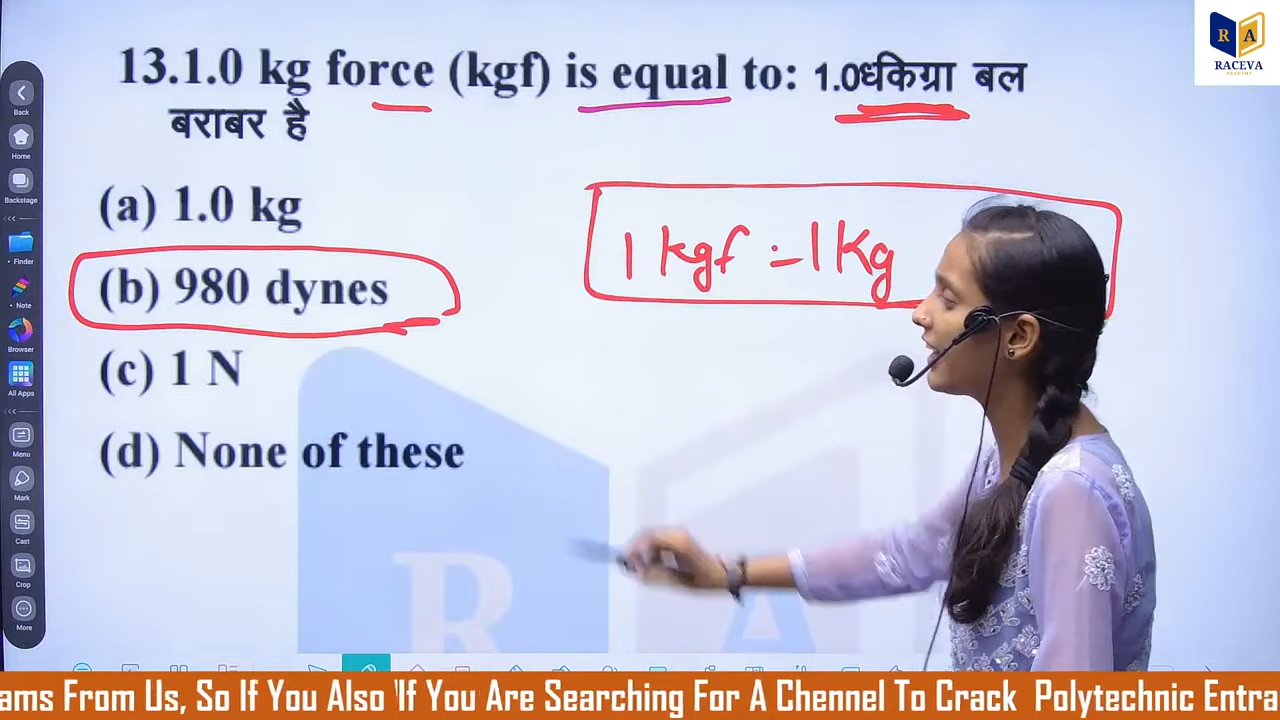 R A
RACEVA
ACADEMY
13.1.0 kg force (kgf) is equal to: 1.0धकिग्रा बल
बराबर है
(a) 1.0 kg
1 kgf = 1 Kg
(b) 980 dynes
(c) 1 N
(d) None of these
R A
Back
Home
Backstage
Finder
Note
Browser
All Apps
Menu
Mark
Cast
Crop
More
ams From Us, So If You Also 'If You Are Searching For A Chennel To Crack Polytechnic Entra